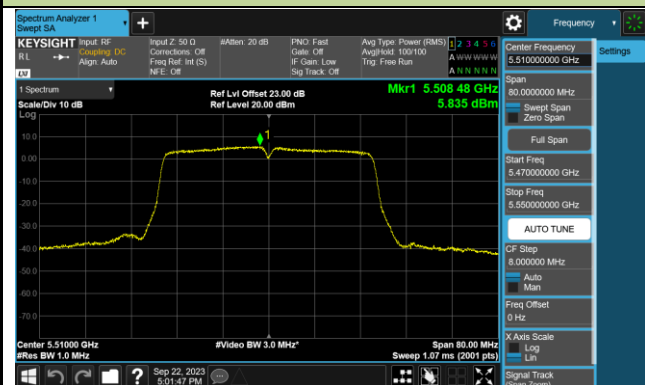 Spectrum Analyzer 1
Swept SA
Frequency
KEYSIGHT
RL
LXI
Input: RF
Coupling: DC
Align: Auto
Input Z: 50 Ω
Corrections: Off
Freq Ref: Int (S)
NFE: Off
#Atten: 20 dB
PNO: Fast
Gate: Off
IF Gain: Low
Sig Track: Off
Avg Type: Power (RMS)
Avg|Hold: 100/100
Trig: Free Run
1 2 3 4 5 6
A W W W W W
A N N N N N
1 Spectrum
Scale/Div 10 dB
Log
Ref Lvl Offset 23.00 dB
Ref Level 20.00 dBm
Mkr1 5.508 48 GHz
5.835 dBm
1
10.0
0.00
-10.0
-20.0
-30.0
-40.0
-50.0
-60.0
-70.0
Center 5.51000 GHz
#Res BW 1.0 MHz
#Video BW 3.0 MHz*
Span 80.00 MHz
Sweep 1.07 ms (2001 pts)
Sep 22, 2023
5:01:47 PM
Center Frequency
5.510000000 GHz
Span
80.0000000 MHz
Swept Span
Zero Span
Full Span
Start Freq
5.470000000 GHz
Stop Freq
5.550000000 GHz
AUTO TUNE
CF Step
8.000000 MHz
Auto
Man
Freq Offset
0 Hz
X Axis Scale
Log
Lin
Signal Track
(Span Zoom)
Settings